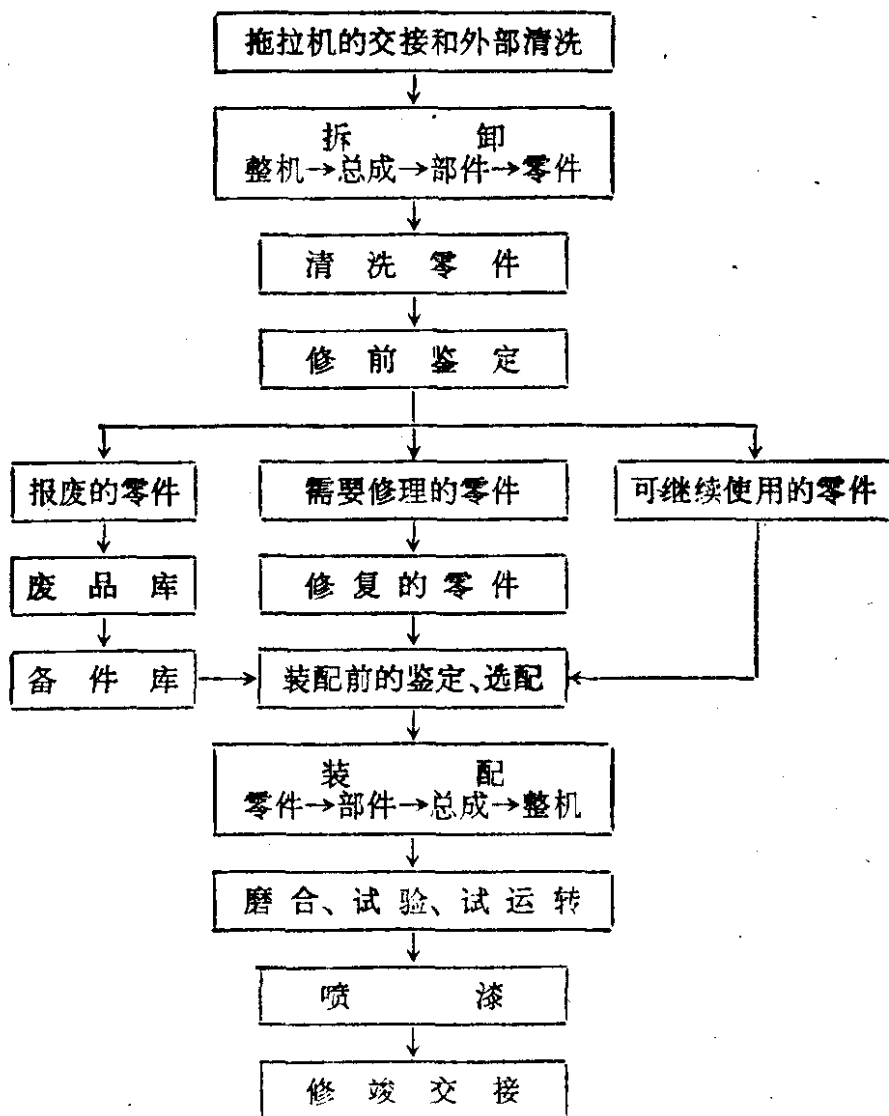 拖拉机的交接和外部清洗
拆 卸
整机→总成→部件→零件
清 洗 零 件
修 前 鉴 定
报废的零件
需要修理的零件
可继续使用的零件
废 品 库
修 复 的 零 件
备 件 库
装配前的鉴定、选配
装 配
零件→部件→总成→整机
磨 合、试 验、试 运 转
喷 漆
修 竣 交 接